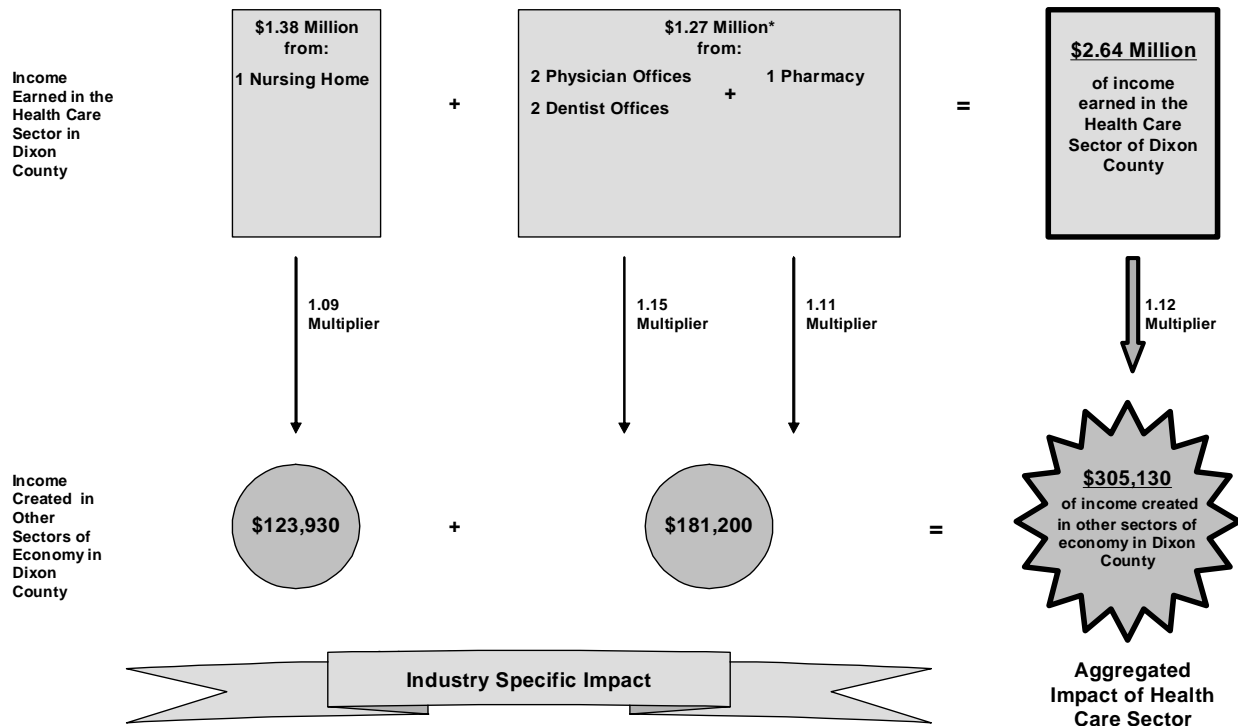 Income
Earned in the
Health Care
Sector in
Dixon
County
$1.38 Million
from:
1 Nursing Home
+
$1.27 Million*
from:
2 Physician Offices
2 Dentist Offices
+
1 Pharmacy
=
$2.64 Million
of income
earned in the
Health Care
Sector of Dixon
County
1.09
Multiplier
1.15
Multiplier
1.11
Multiplier
1.12
Multiplier
Income
Created in
Other
Sectors of
Economy in
Dixon
County
$123,930
+
$181,200
=
$305,130
of income created
in other sectors of
economy in Dixon
County
Industry Specific Impact
Aggregated
Impact of Health
Care Sector